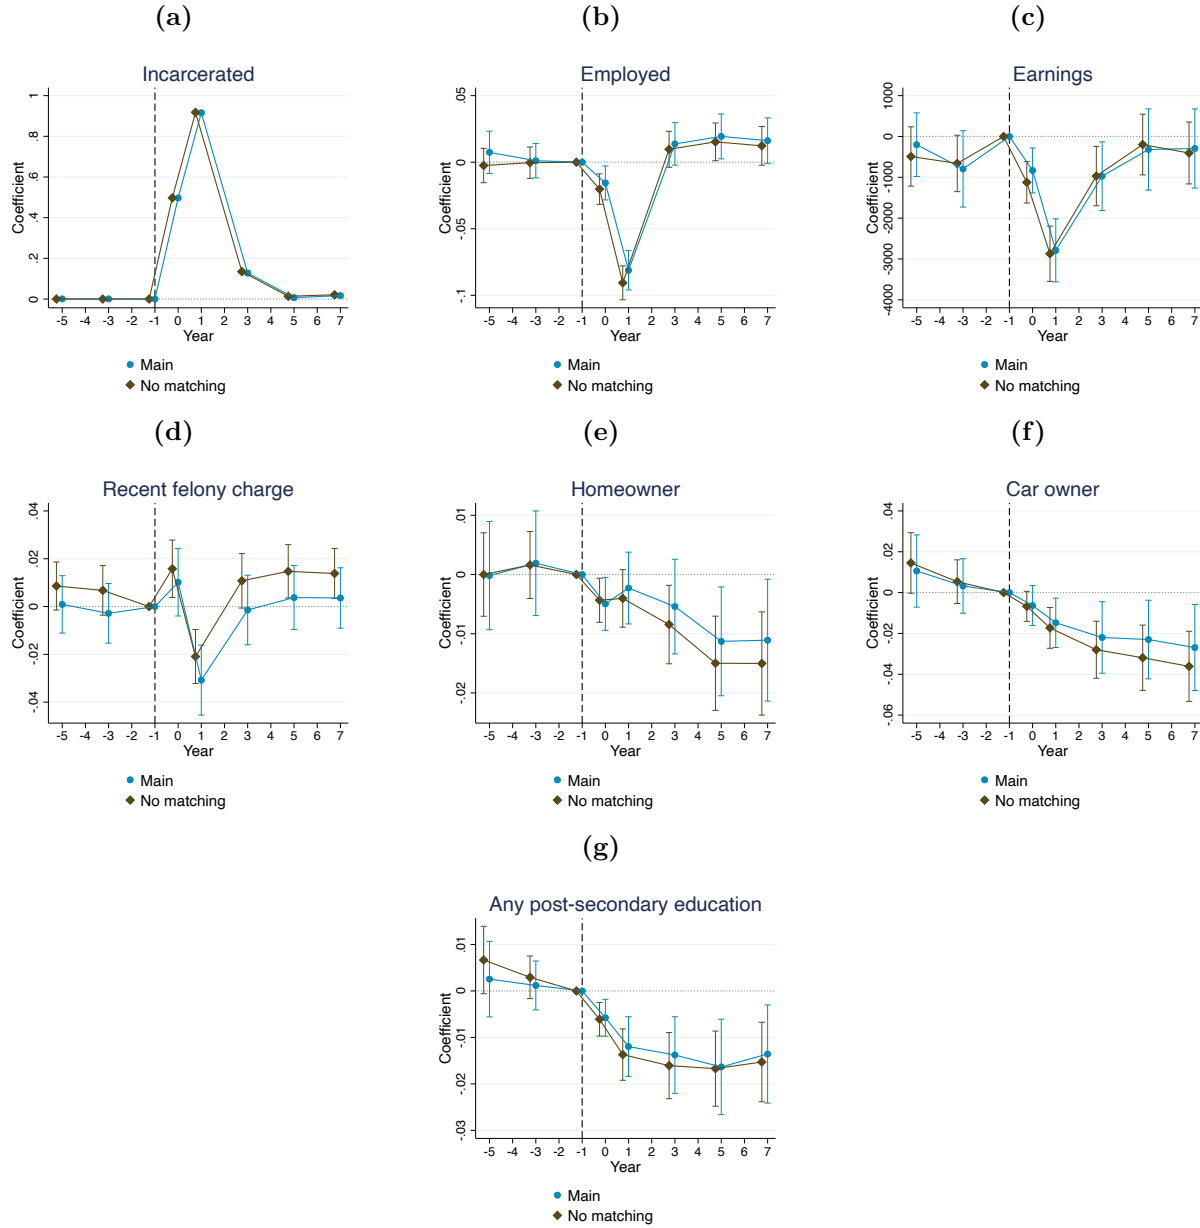 (a)
Incarcerated
Coefficient
1
.8
.6
.4
.2
0
-5 -4 -3 -2 -1 0 1 2 3 4 5 6 7
Year
Main
No matching
(b)
Employed
Coefficient
.05
0
-.05
-.1
-5 -4 -3 -2 -1 0 1 2 3 4 5 6 7
Year
Main
No matching
(c)
Earnings
Coefficient
1000
0
1000
-2000
-3000
4000
-5 -4 -3 -2 -1 0 1 2 3 4 5 6 7
Year
Main
No matching
(d)
Recent felony charge
Coefficient
.04
.02
0
-.02
-.04
-5 -4 -3 -2 -1 0 1 2 3 4 5 6 7
Year
Main
No matching
(e)
Homeowner
Coefficient
.01
0
-.01
-.02
-5 -4 -3 -2 -1 0 1 2 3 4 5 6 7
Year
Main
No matching
(f)
Car owner
Coefficient
.04
.02
0
-.02
-.04
-.06
-5 -4 -3 -2 -1 0 1 2 3 4 5 6 7
Year
Main
No matching
(g)
Any post-secondary education
Coefficient
.01
0
-.01
-.02
-.03
-5 -4 -3 -2 -1 0 1 2 3 4 5 6 7
Year
Main
No matching